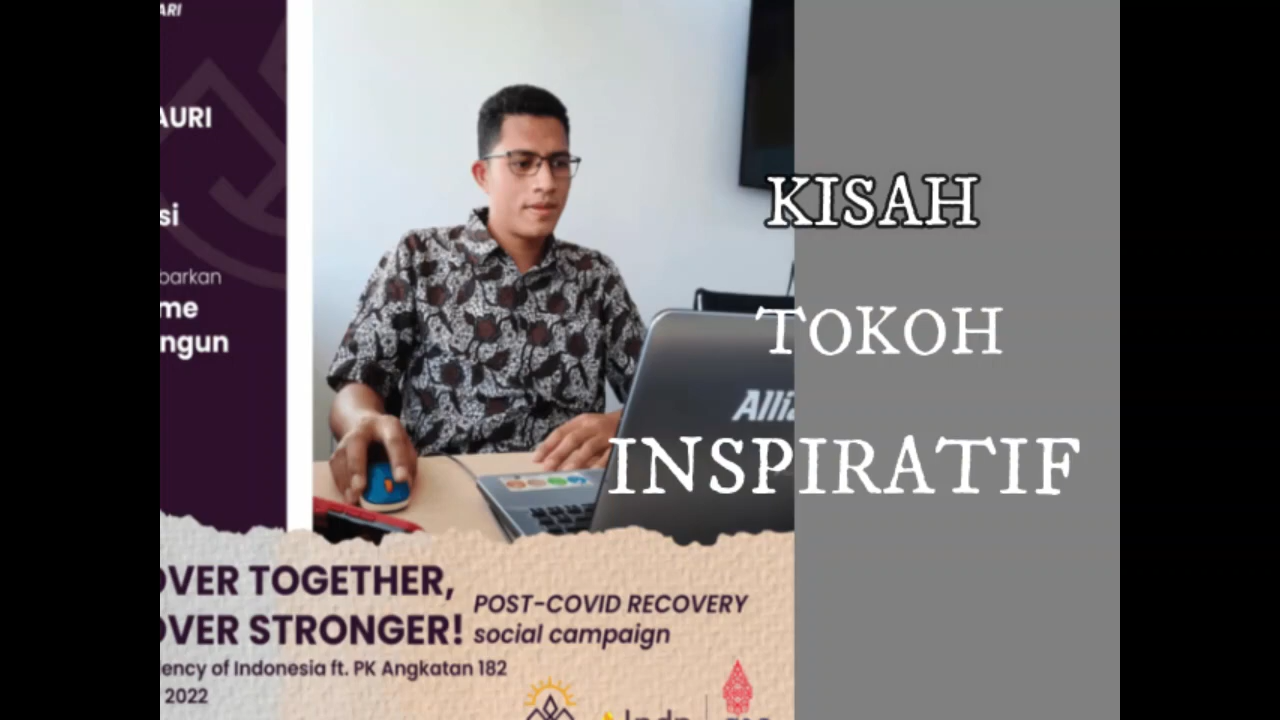 ARI
AURI
si
barkan
me
ngun
KISAH
TOKOH
INSPIRATIF
OVER TOGETHER,
OVER STRONGER!
POST-COVID RECOVERY
social campaign
ency of Indonesia ft. PK Angkatan 182
2022